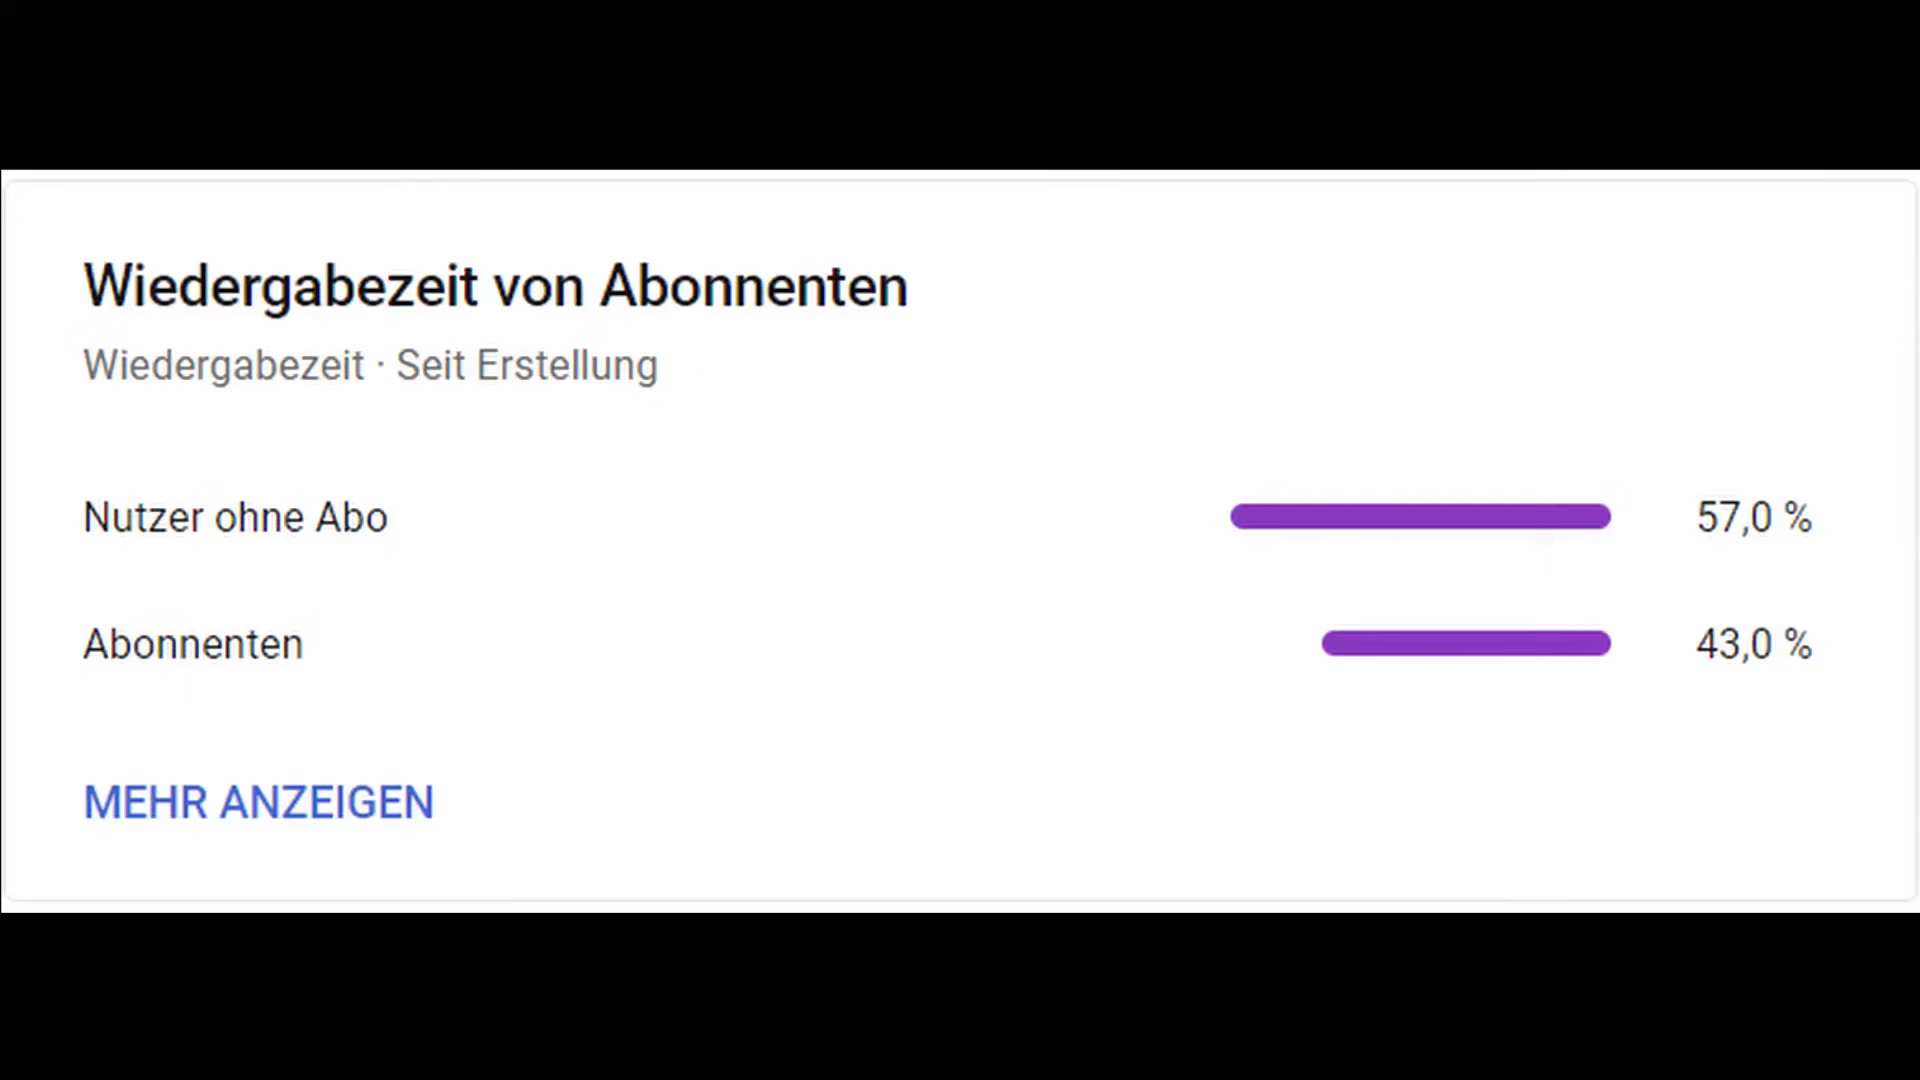 Wiedergabezeit von Abonnenten
Wiedergabezeit · Seit Erstellung
Nutzer ohne Abo 57,0 %
Abonnenten 43,0 %
MEHR ANZEIGEN